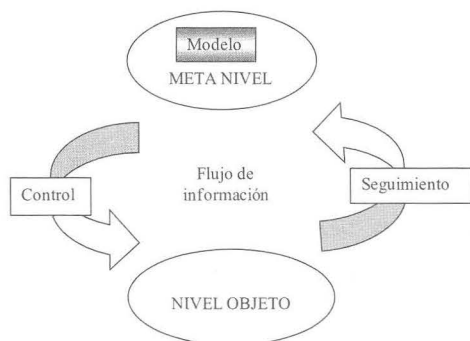 Modelo
META NIVEL
Flujo de
información
Control
Seguimiento
NIVEL OBJETO